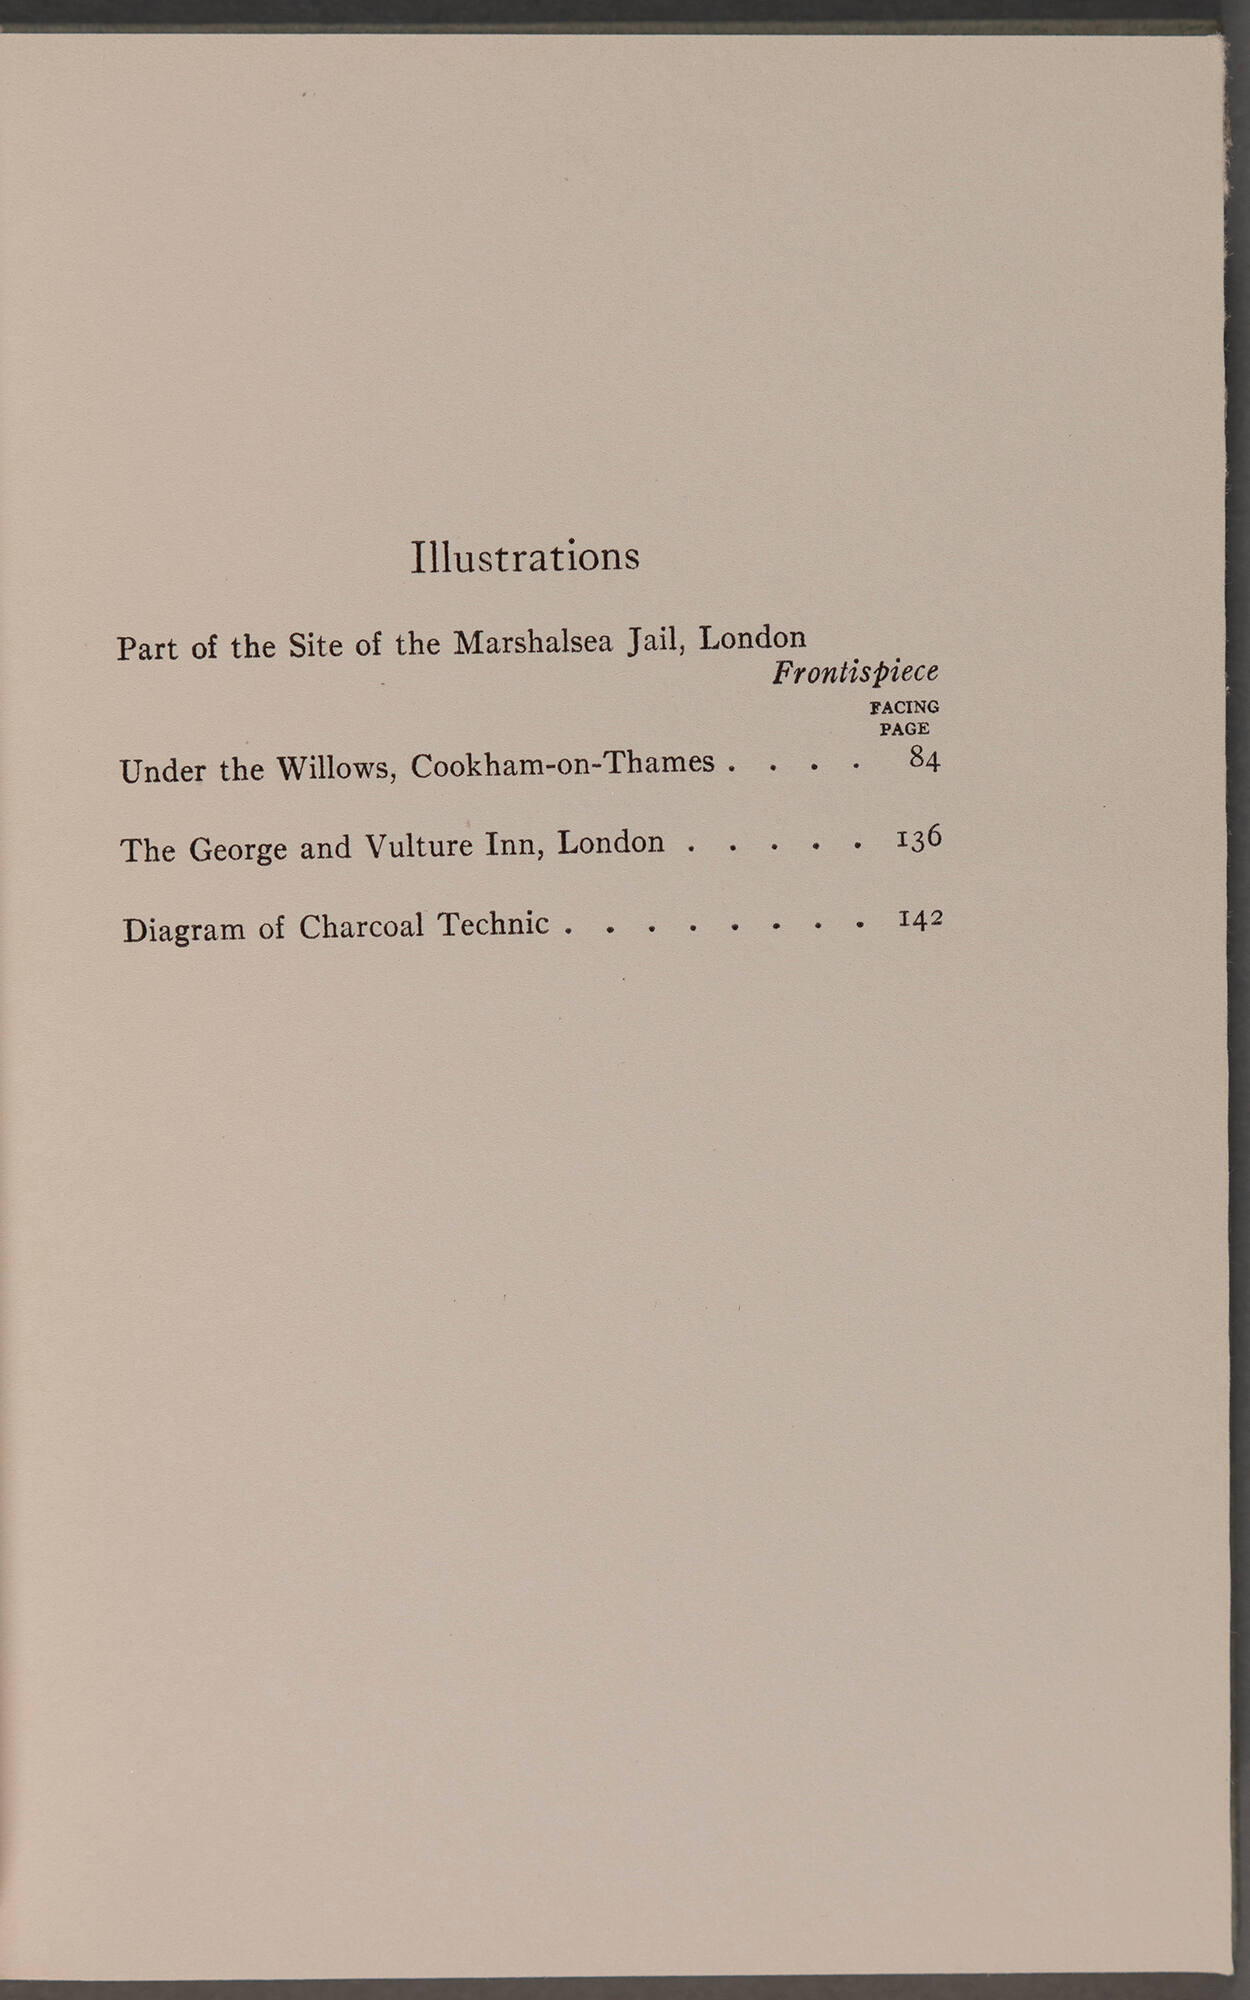 Illustrations
Part of the Site of the Marshalsea Jail, London
Frontispiece
FACING
PAGE
Under the Willows, Cookham-on-Thames . . . . 84
The George and Vulture Inn, London . . . . . 136
Diagram of Charcoal Technic . . . . . . . . 142